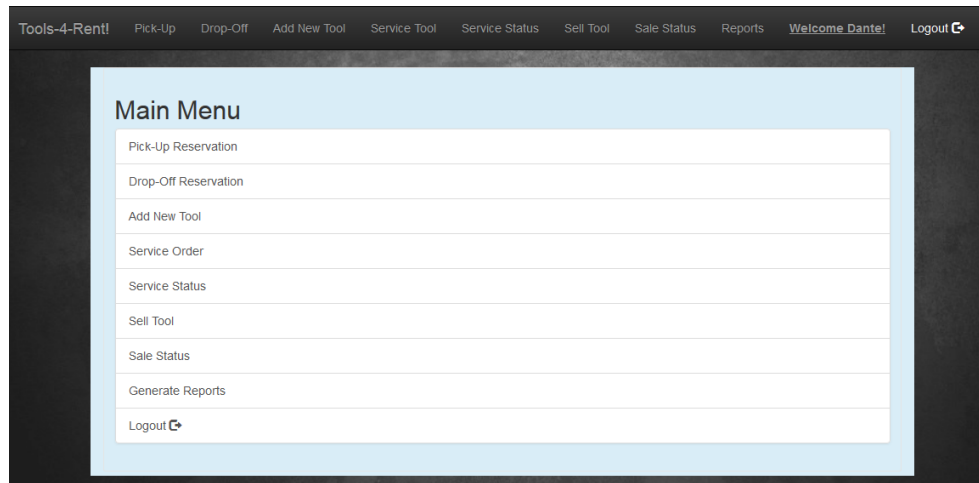 Tools-4-Rent! Pick-Up Drop-Off Add New Tool Service Tool Service Status Sell Tool Sale Status Reports Welcome Dante! Logout
Main Menu
Pick-Up Reservation
Drop-Off Reservation
Add New Tool
Service Order
Service Status
Sell Tool
Sale Status
Generate Reports
Logout